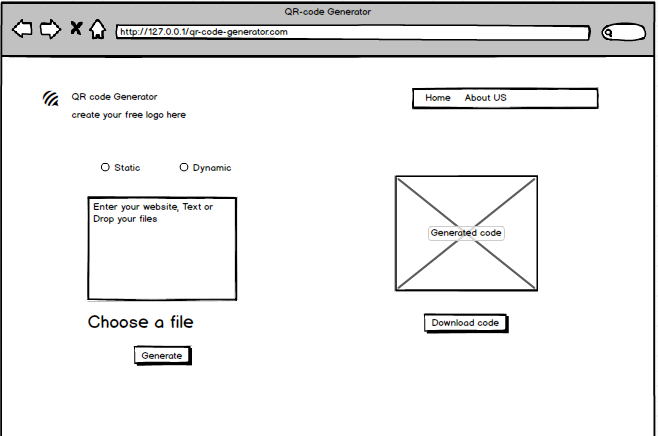 QR-code Generator
http://127.0.0.1/qr-code-generator.com
QR code Generator
create your free logo here
Home About US
Static Dynamic
Enter your website, Text or
Drop your files
Generated code
Choose a file
Download code
Generate